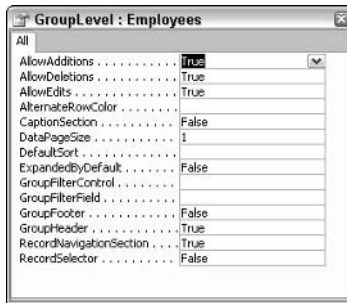 GroupLevel : Employees
All
AllowAdditions . . . . . . . . . . . True
AllowDeletions . . . . . . . . . . . True
AllowEdits . . . . . . . . . . . . . . . True
AlternateRowColor . . . . . . .
CaptionSection . . . . . . . . . . False
DataPageSize . . . . . . . . . . . 1
DefaultSort . . . . . . . . . . . . .
ExpandedByDefault . . . . . . . False
GroupFilterControl . . . . . . . .
GroupFilterField . . . . . . . . . .
GroupFooter . . . . . . . . . . . . False
GroupHeader . . . . . . . . . . . . True
RecordNavigationSection . . . . True
RecordSelector . . . . . . . . . . False